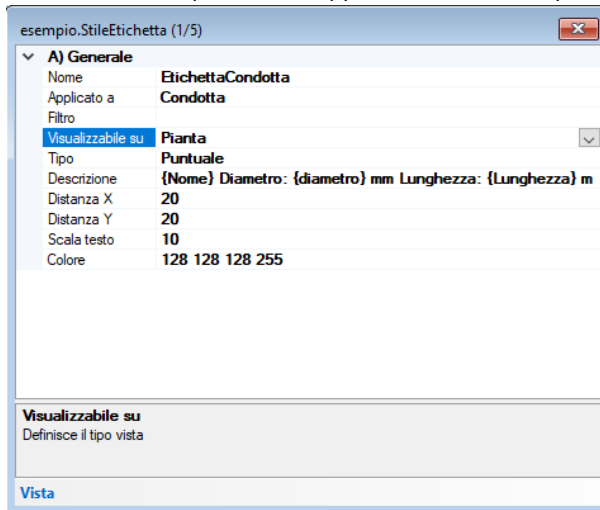 esempio.StileEtichetta (1/5)
A) Generale
Nome EtichettaCondotta
Applicato a Condotta
Filtro
Visualizzabile su Pianta
Tipo Puntuale
Descrizione {Nome} Diametro: {diametro} mm Lunghezza: {Lunghezza} m
Distanza X 20
Distanza Y 20
Scala testo 10
Colore 128 128 128 255
Visualizzabile su
Definisce il tipo vista
Vista